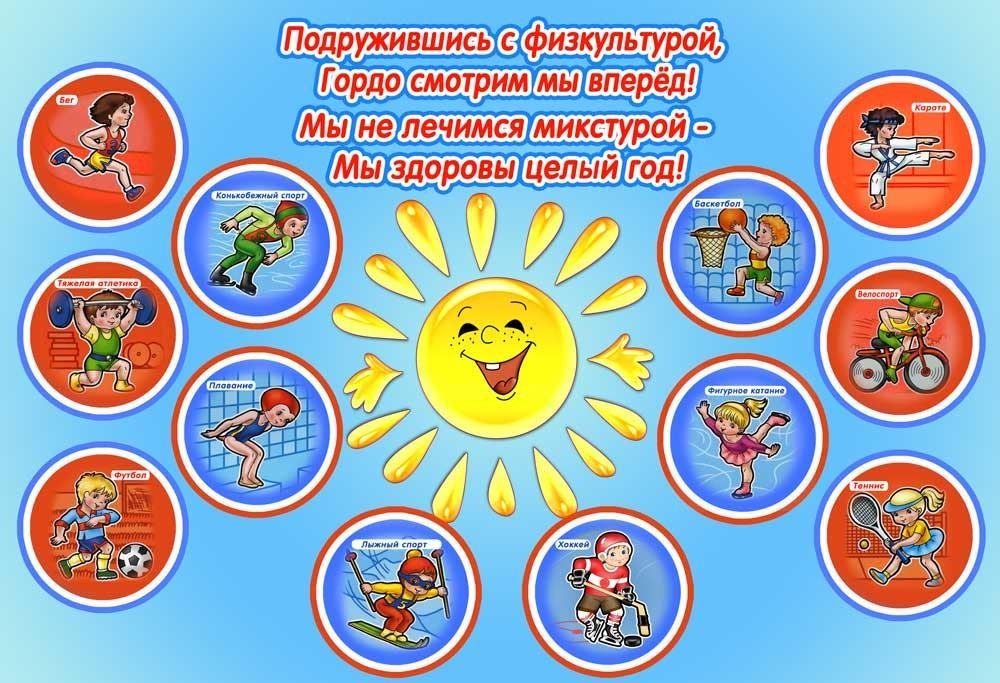 Подружившись с физкультурой,
Гордо смотрим мы вперёд!
Мы не лечимся микстурой -
Мы здоровы целый год!
Бег
Карате
Конькобежный спорт
Баскетбол
Тяжелая атлетика
Велоспорт
Плавание
Фигурное катание
Футбол
Теннис
Лыжный спорт
Хоккей